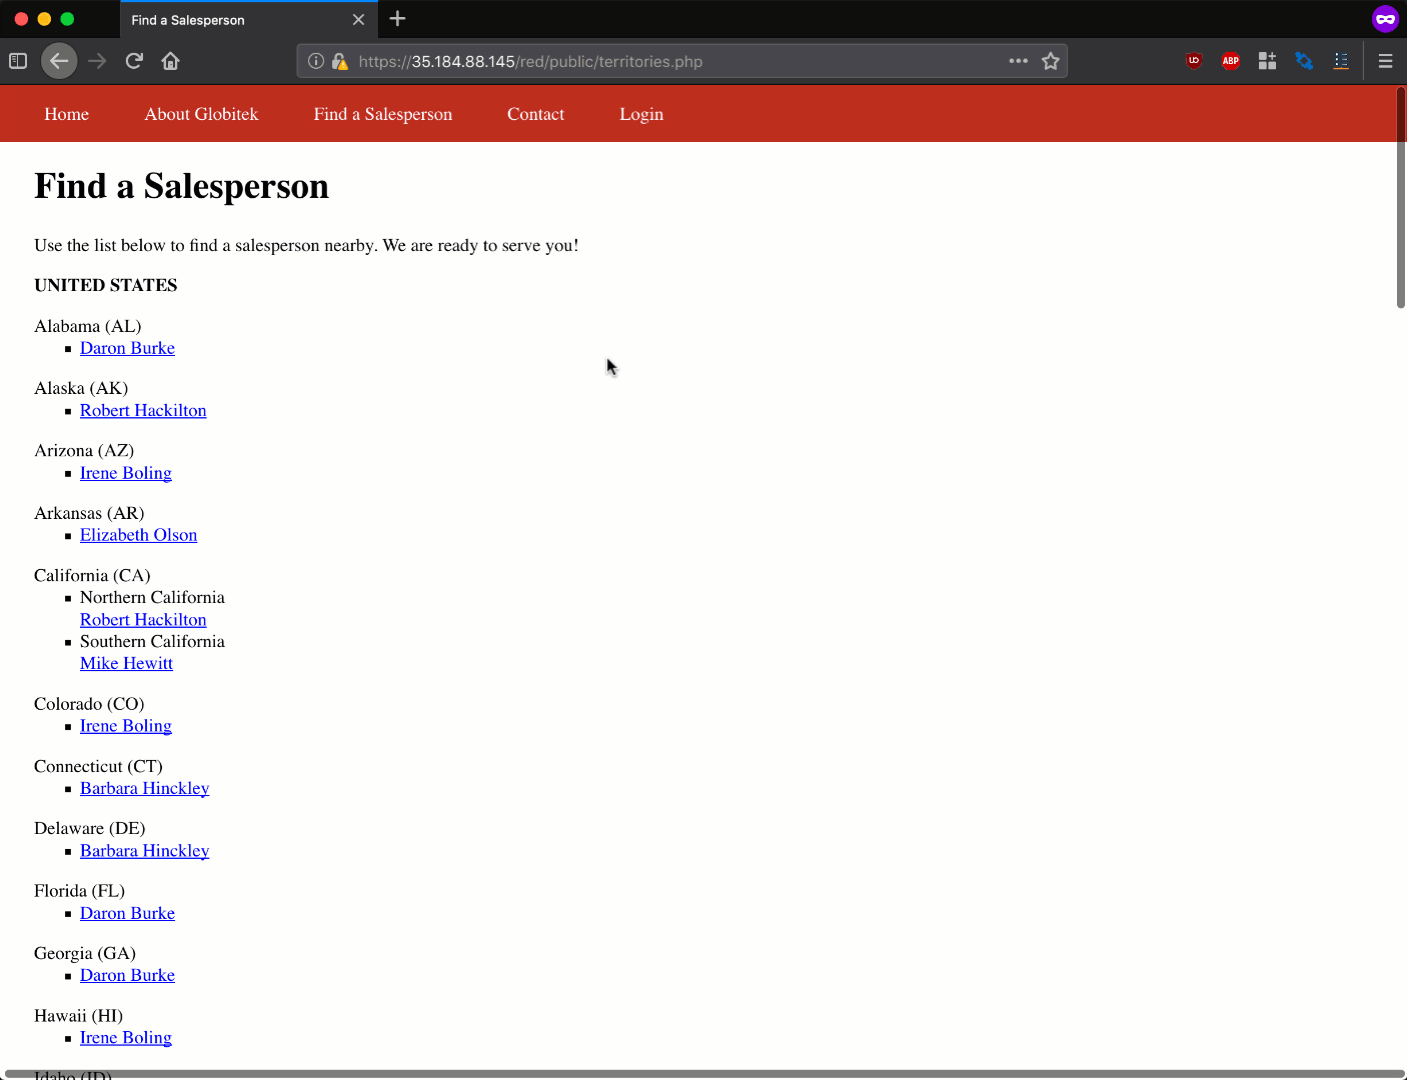 Find a Salesperson
https://35.184.88.145/red/public/territories.php
ABP
Home About Globitek Find a Salesperson Contact Login
Find a Salesperson
Use the list below to find a salesperson nearby. We are ready to serve you!
UNITED STATES
Alabama (AL)
Daron Burke
Alaska (AK)
Robert Hackilton
Arizona (AZ)
Irene Boling
Arkansas (AR)
Elizabeth Olson
California (CA)
Northern California
Robert Hackilton
Southern California
Mike Hewitt
Colorado (CO)
Irene Boling
Connecticut (CT)
Barbara Hinckley
Delaware (DE)
Barbara Hinckley
Florida (FL)
Daron Burke
Georgia (GA)
Daron Burke
Hawaii (HI)
Irene Boling
Idaho (ID)